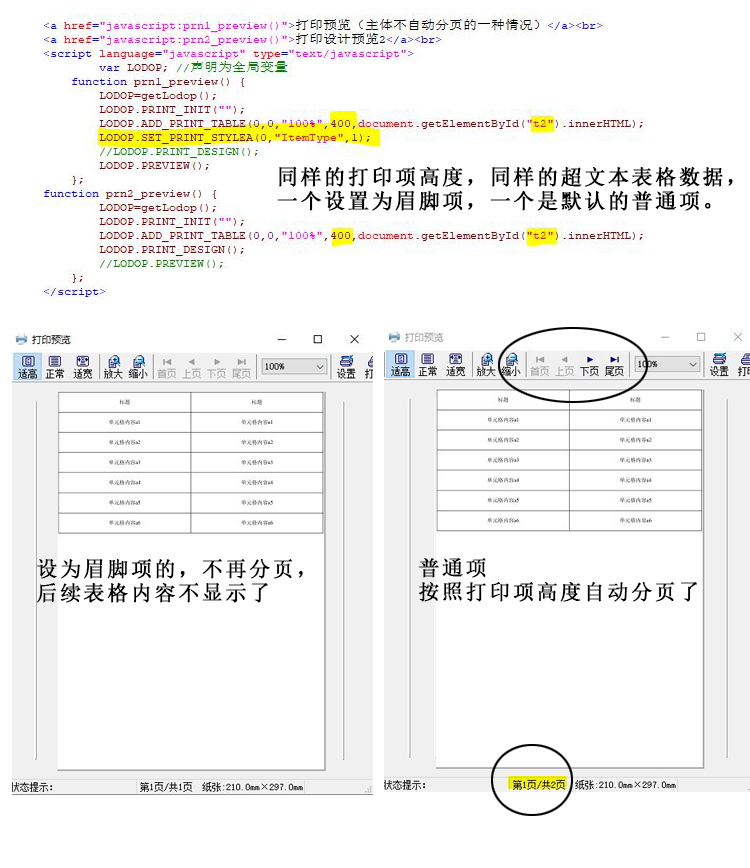 <a href="javascript:prn1_preview()">打印预览（主体不自动分页的一种情况）</a><br>
<a href="javascript:prn2_preview()">打印设计预览2</a><br>
<script language="javascript" type="text/javascript">
var LODOP; //声明为全局变量
function prn1_preview() {
LODOP=getLodop();
LODOP.PRINT_INIT("");
LODOP.ADD_PRINT_TABLE(0,0,"100%",400,document.getElementById("t2").innerHTML);
LODOP.SET_PRINT_STYLEA(0,"ItemType",1);
//LODOP.PRINT_DESIGN();
LODOP.PREVIEW();
};
同样的打印项高度，同样的超文本表格数据，
一个设置为眉脚项，一个是默认的普通项。
function prn2_preview() {
LODOP=getLodop();
LODOP.PRINT_INIT("");
LODOP.ADD_PRINT_TABLE(0,0,"100%",400,document.getElementById("t2").innerHTML);
LODOP.PRINT_DESIGN();
//LODOP.PREVIEW();
};
</script>
打印预览
适高 正常 适宽 放大 缩小 首页 上页 下页 尾页 100% 设置 打
标题 标题
单元格内容a1 单元格内容a1
单元格内容a2 单元格内容a2
单元格内容a3 单元格内容a3
单元格内容a4 单元格内容a4
单元格内容a5 单元格内容a5
单元格内容a6 单元格内容a6
设为眉脚项的，不再分页，
后续表格内容不显示了
状态提示： 第1页/共1页 纸张:210.0mm×297.0mm
打印预览
适高 正常 适宽 放大 缩小 首页 上页 下页 尾页 100% 设置 打印
标题 标题
单元格内容a1 单元格内容a1
单元格内容a2 单元格内容a2
单元格内容a3 单元格内容a3
单元格内容a4 单元格内容a4
单元格内容a5 单元格内容a5
单元格内容a6 单元格内容a6
普通项
按照打印项高度自动分页了
状态提示： 第1页/共2页 纸张:210.0mm×297.0mm